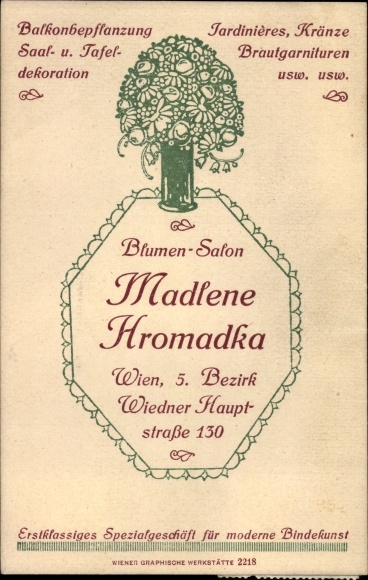 Balkonbepflanzung
Saal- u. Tafel-
dekoration
Jardinières, Kränze
Brautgarnituren
usw. usw.
Blumen-Salon
Madlene
Hromadka
Wien, 5. Bezirk
Wiedner Haupt-
straße 130
Erstklassiges Spezialgeschäft für moderne Bindekunst
WIENER GRAPHISCHE WERKSTÄTTE 2218